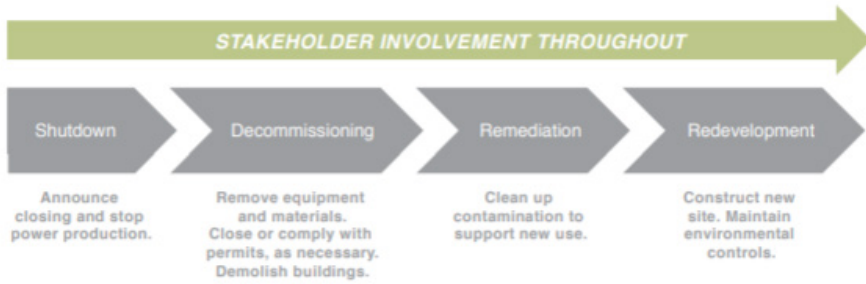 STAKEHOLDER INVOLVEMENT THROUGHOUT
Shutdown
Decommissioning
Remediation
Redevelopment
Announce
closing and stop
power production.
Remove equipment
and materials.
Close or comply with
permits, as necessary.
Demolish buildings.
Clean up
contamination to
support new use.
Construct new
site. Maintain
environmental
controls.